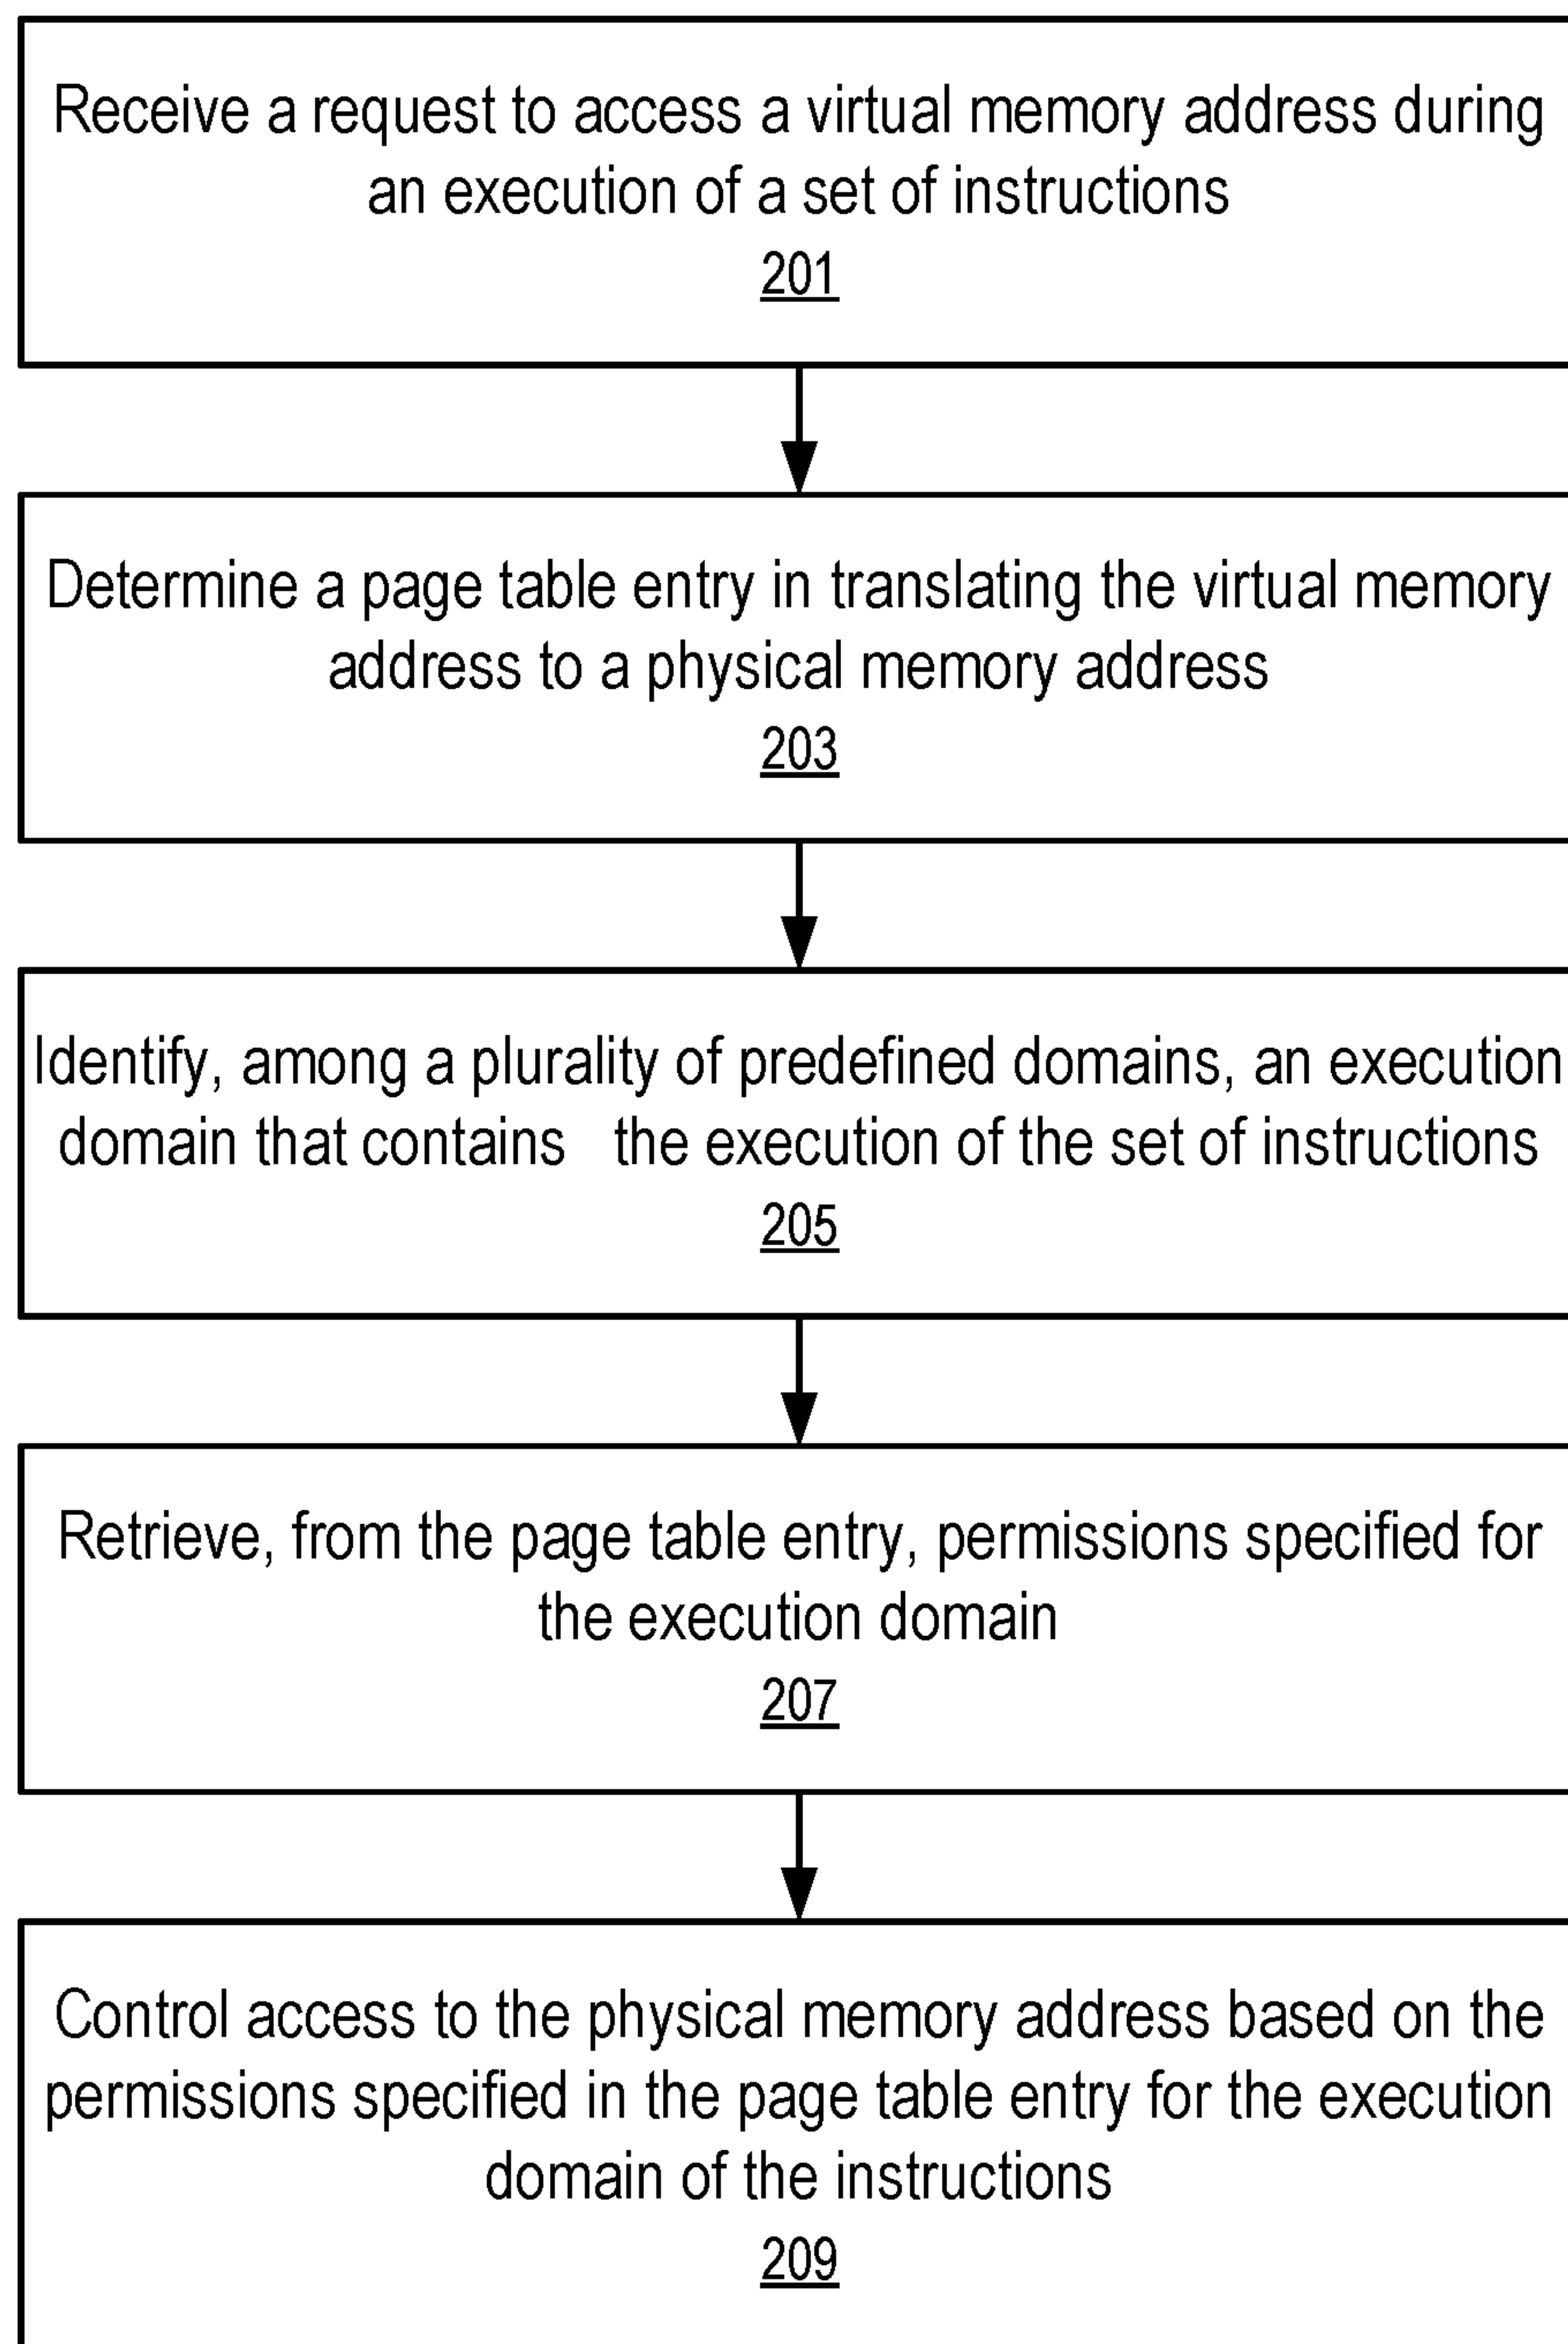 Receive a request to access a virtual memory address during
an execution of a set of instructions
201
Determine a page table entry in translating the virtual memory
address to a physical memory address
203
Identify, among a plurality of predefined domains, an execution
domain that contains   the execution of the set of instructions
205
Retrieve, from the page table entry, permissions specified for
the execution domain
207
Control access to the physical memory address based on the
permissions specified in the page table entry for the execution
domain of the instructions
209